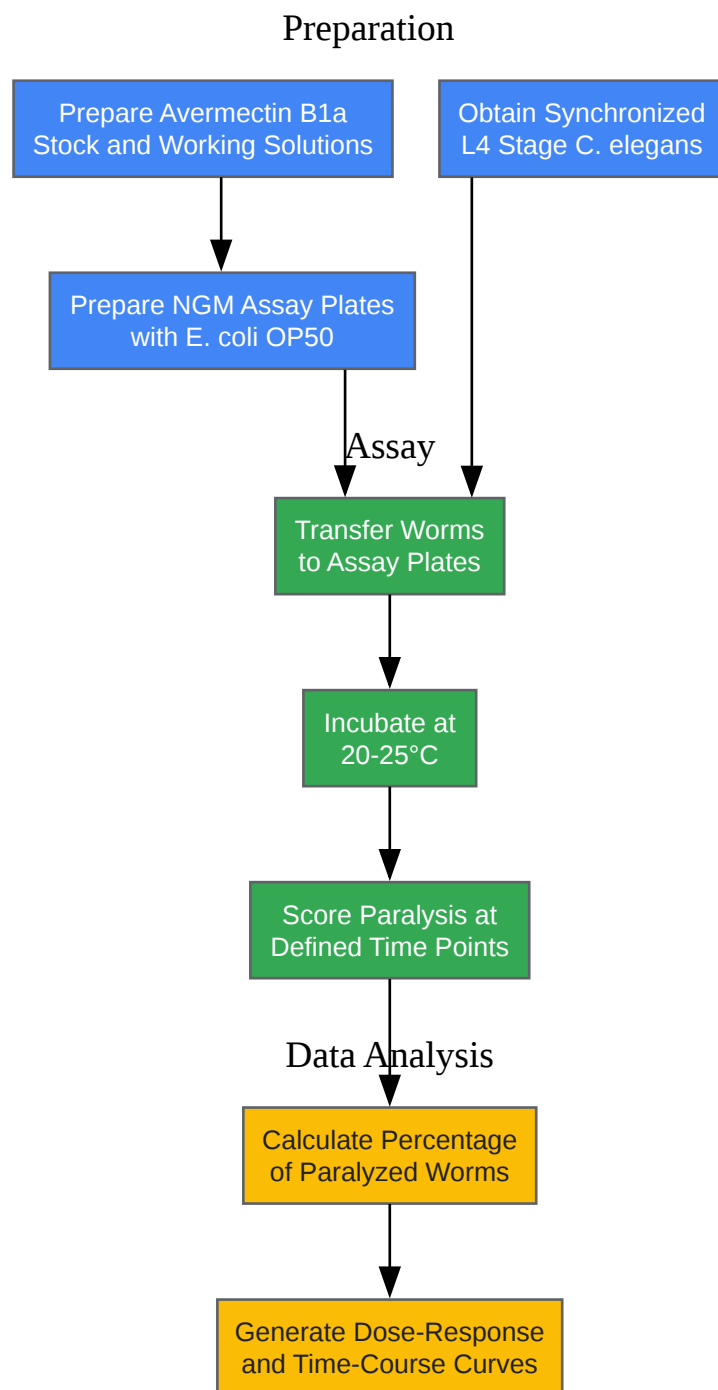 Preparation
Prepare Avermectin B1a
Stock and Working Solutions
Obtain Synchronized
L4 Stage C. elegans
Prepare NGM Assay Plates
with E. coli OP50
Assay
Transfer Worms
to Assay Plates
Incubate at
20-25°C
Score Paralysis at
Defined Time Points
Data Analysis
Calculate Percentage
of Paralyzed Worms
Generate Dose-Response
and Time-Course Curves